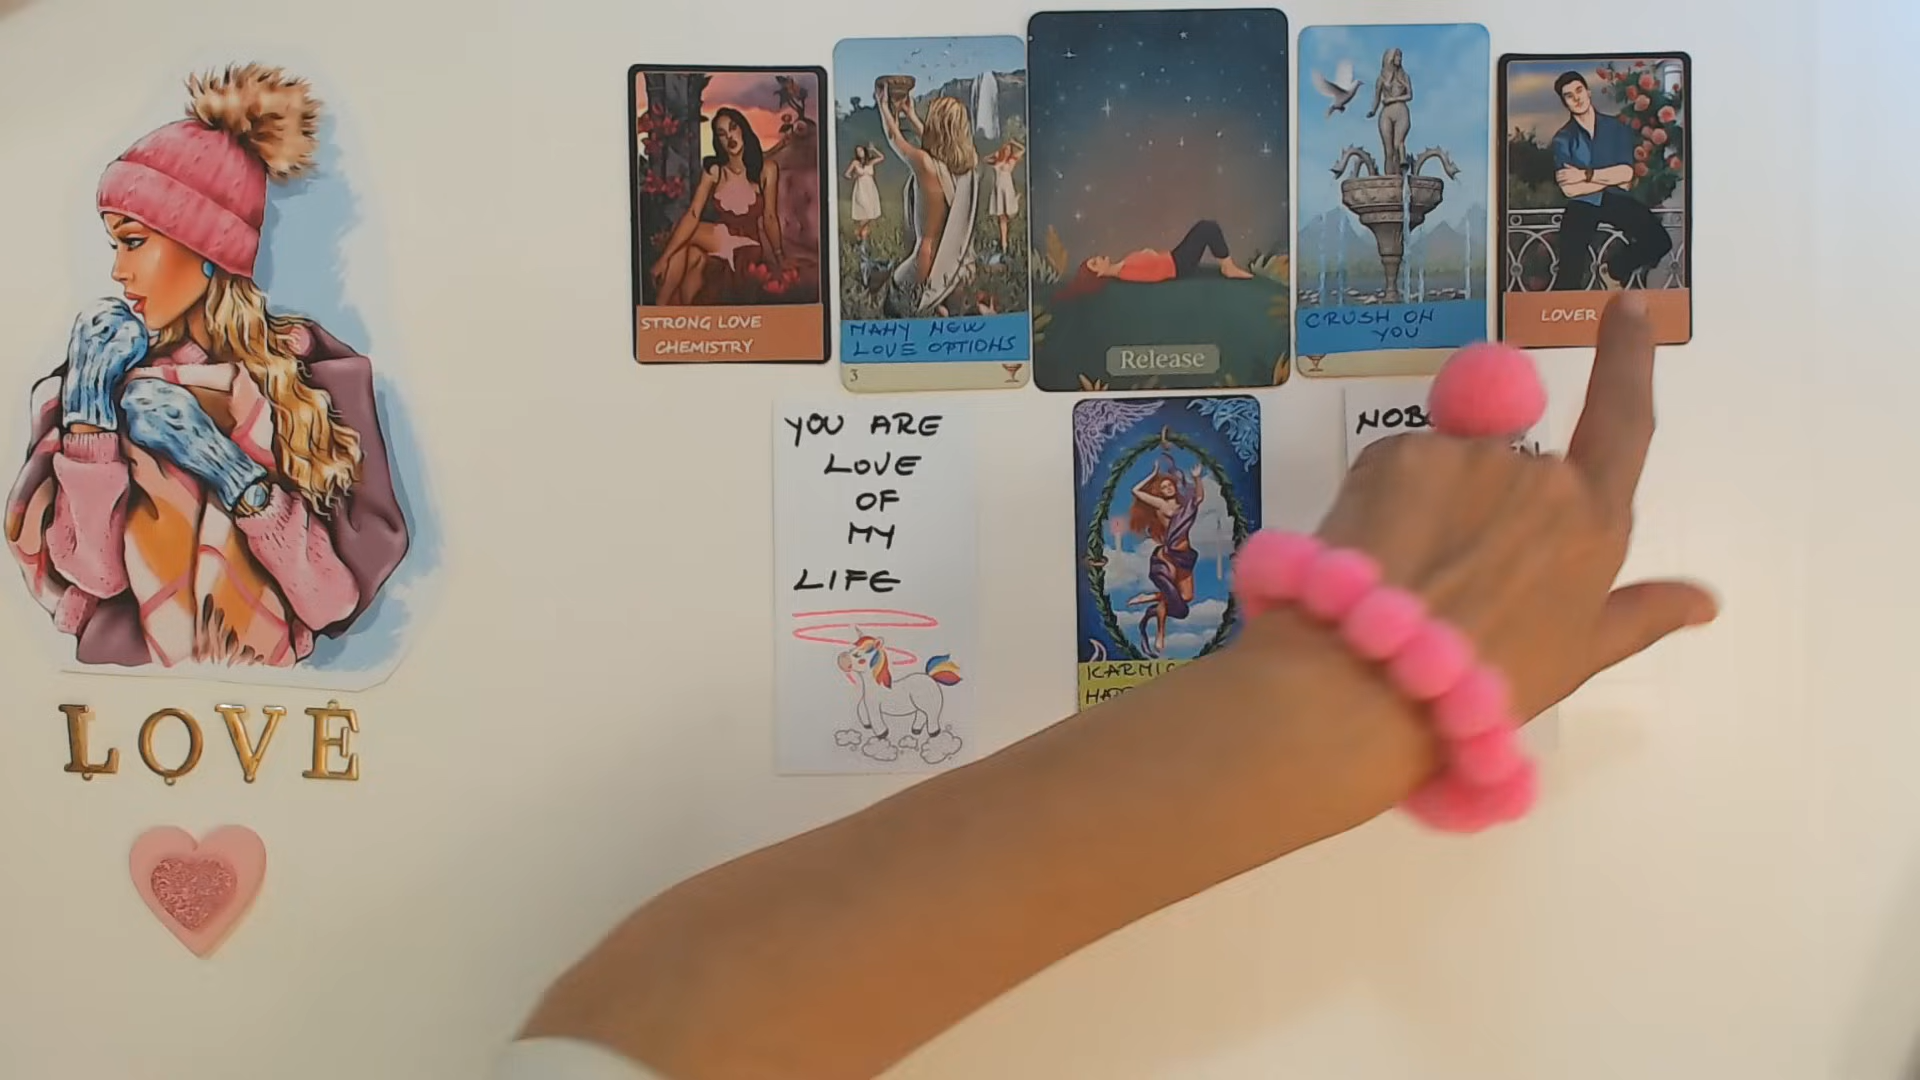 STRONG LOVE
CHEMISTRY
MANY NEW
LOVE OPTIONS
3
Release
CRUSH ON
YOU
LOVER
YOU ARE
LOVE
OF
MY
LIFE
KARMIC
LOVE